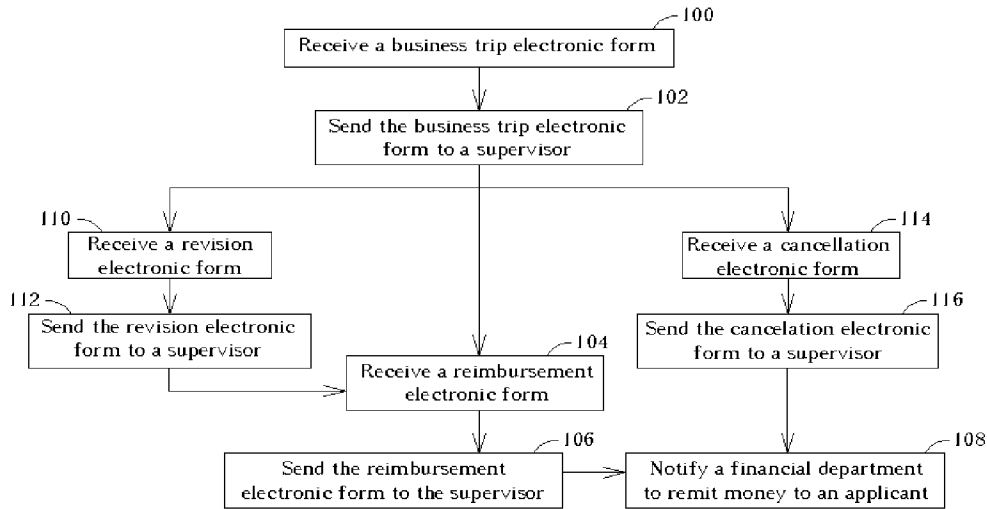 100
Receive a business trip electronic form
102
Send the business trip electronic
form to a supervisor
110
Receive a revision
electronic form
114
Receive a cancellation
electronic form
112
Send the revision electronic
form to a supervisor
116
Send the cancelation electronic
form to a supervisor
104
Receive a reimbursement
electronic form
106
Send the reimbursement
electronic form to the supervisor
108
Notify a financial department
to remit money to an applicant